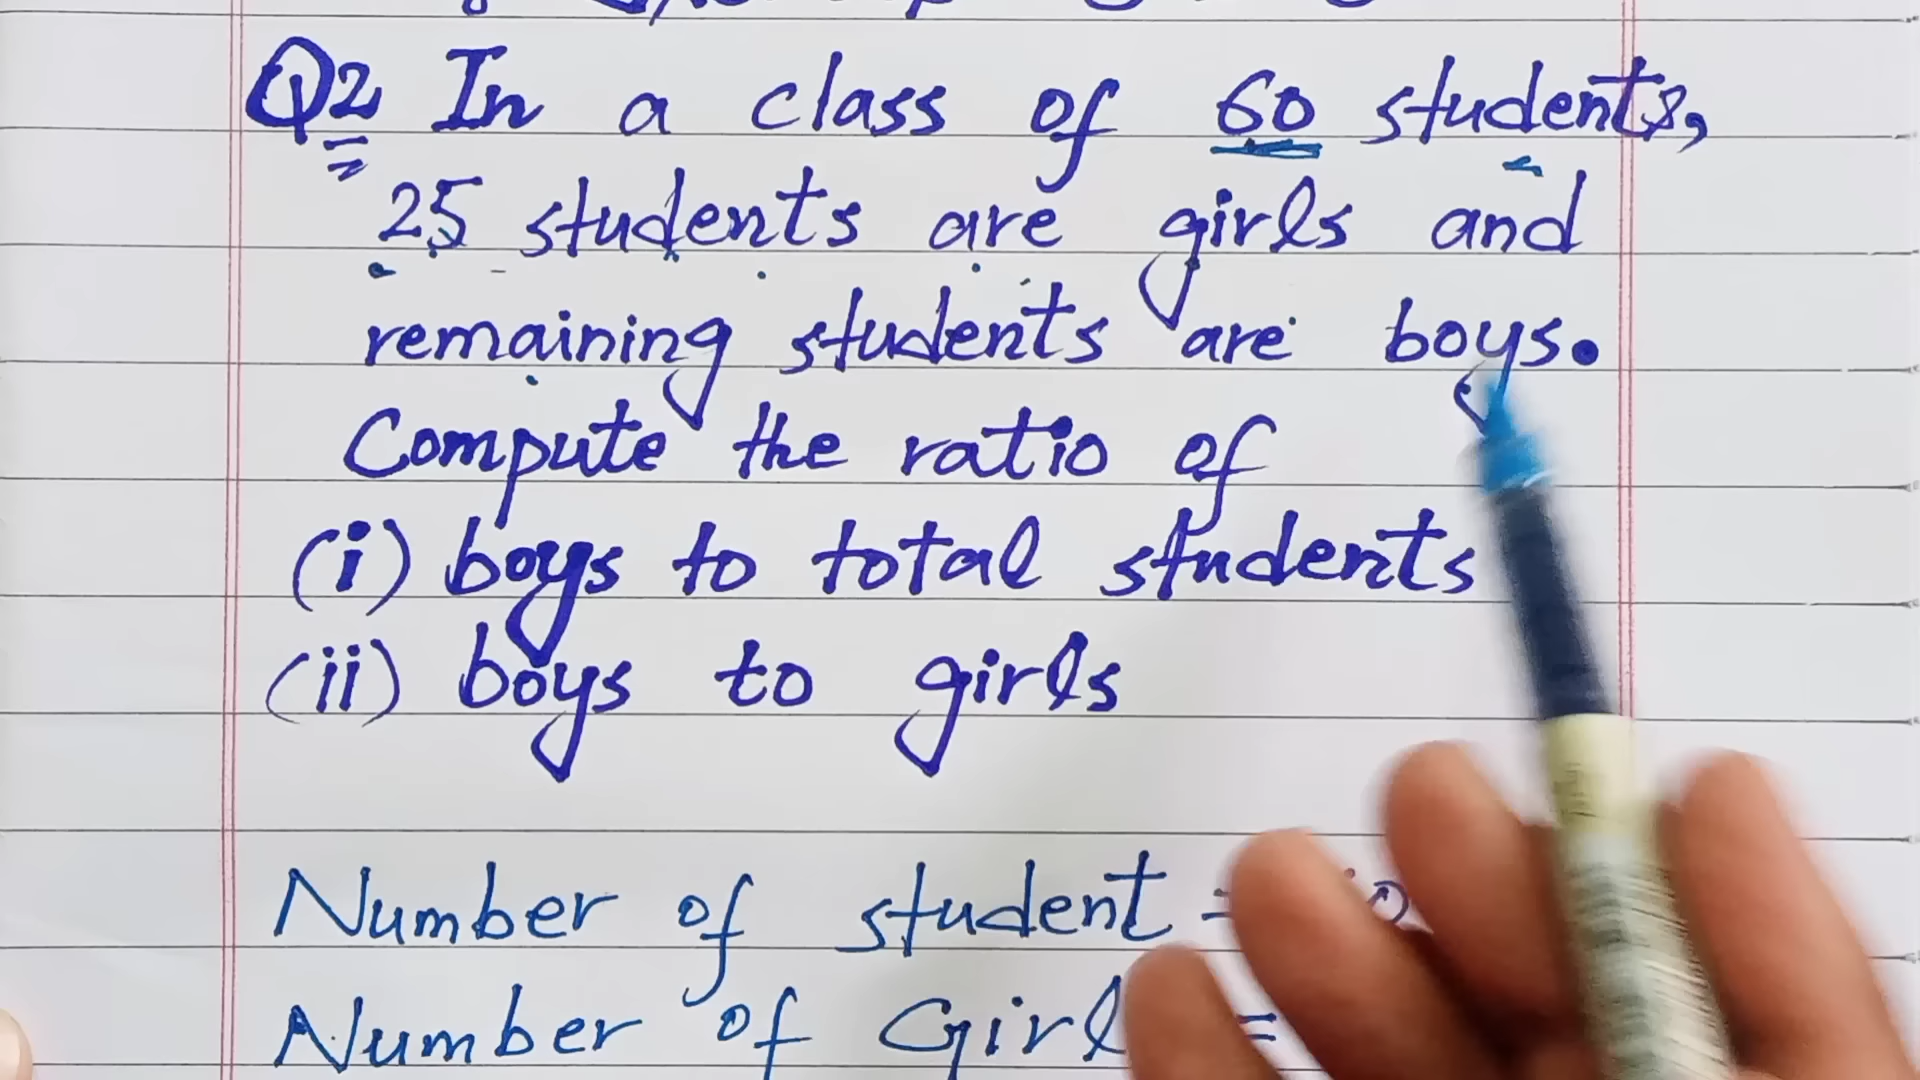 Q2 In a class of 60 students,
25 students are girls and
remaining students are boys.
Compute the ratio of
(i) boys to total students
(ii) boys to girls
Number of student =
Number of Girl =